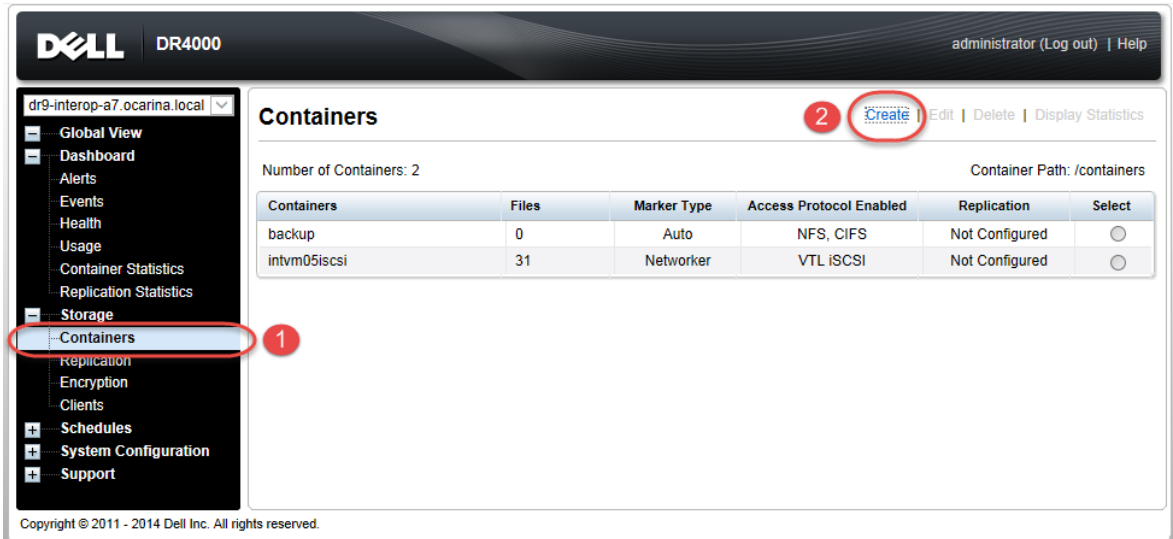 DELL DR4000 administrator (Log out) | Help
dr9-interop-a7.ocarina.local
Global View
Dashboard
Alerts
Events
Health
Usage
Container Statistics
Replication Statistics
Storage
Containers
1
Replication
Encryption
Clients
Schedules
System Configuration
Support
Containers
2
Create | Edit | Delete | Display Statistics
Number of Containers: 2 Container Path: /containers
Containers Files Marker Type Access Protocol Enabled Replication Select
backup 0 Auto NFS, CIFS Not Configured
intvm05iscsi 31 Networker VTL iSCSI Not Configured
Copyright © 2011 - 2014 Dell Inc. All rights reserved.